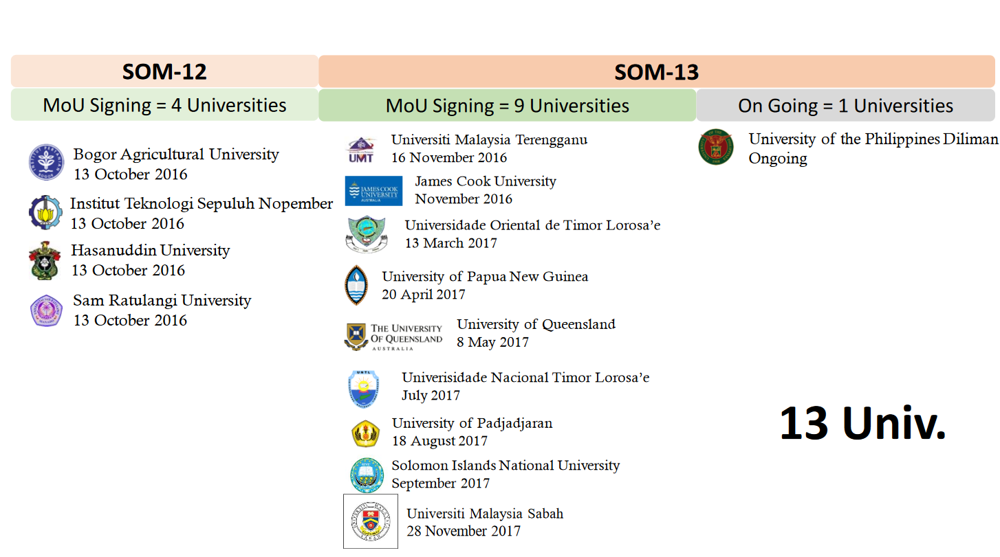 SOM-12
SOM-13
MoU Signing = 4 Universities
MoU Signing = 9 Universities
On Going = 1 Universities
Bogor Agricultural University
13 October 2016
Institut Teknologi Sepuluh Nopember
13 October 2016
Hasanuddin University
13 October 2016
Sam Ratulangi University
13 October 2016
UMT
Universiti Malaysia Terengganu
16 November 2016
JAMES COOK
UNIVERSITY
AUSTRALIA
James Cook University
November 2016
Universidade Oriental de Timor Lorosa’e
13 March 2017
University of Papua New Guinea
20 April 2017
THE UNIVERSITY
OF QUEENSLAND
AUSTRALIA
University of Queensland
8 May 2017
UNTL
Univerisidade Nacional Timor Lorosa’e
July 2017
University of Padjadjaran
18 August 2017
SINU
Solomon Islands National University
September 2017
UNIVERSITI MALAYSIA
SABAH
Universiti Malaysia Sabah
28 November 2017
University of the Philippines Diliman
Ongoing
13 Univ.